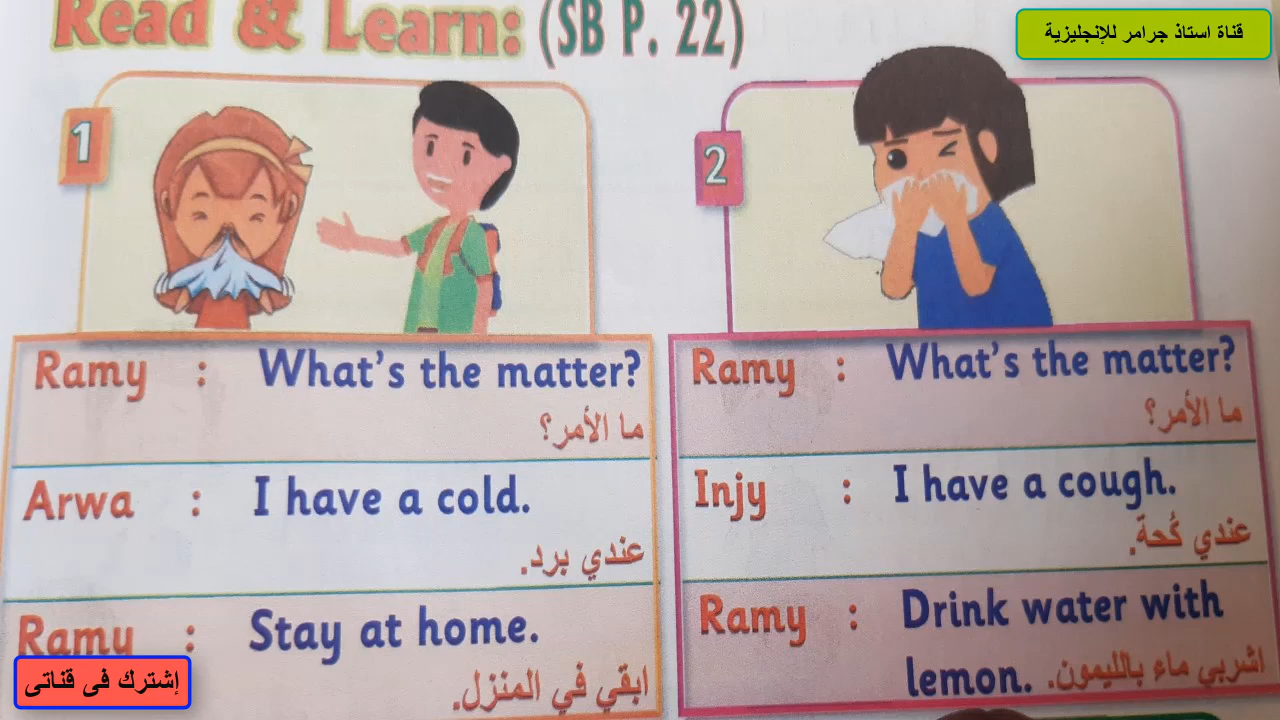 Read & Learn: (SB P. 22)
قناة استاذ جرامر للإنجليزية
1
Ramy : What's the matter?
ما الأمر؟
Arwa : I have a cold.
عندي برد.
Ramy : Stay at home.
ابقي في المنزل.
2
Ramy : What's the matter?
ما الأمر؟
Injy : I have a cough.
عندي كُحة.
Ramy : Drink water with
lemon. اشربي ماء بالليمون.
إشترك فى قناتى